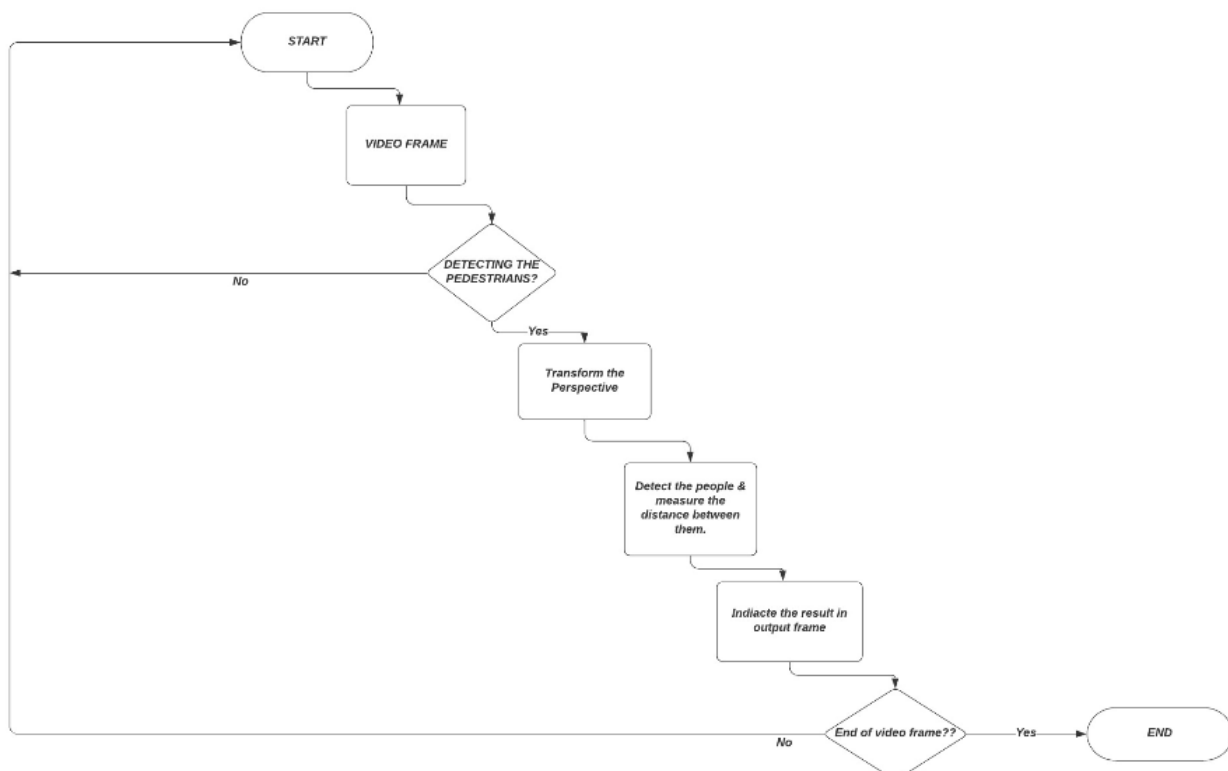 START
VIDEO FRAME
DETECTING THE
PEDESTRIANS?
No
Yes
Transform the
Perspective
Detect the people &
measure the
distance between
them.
Indiacte the result in
output frame
End of video frame??
No
Yes
END